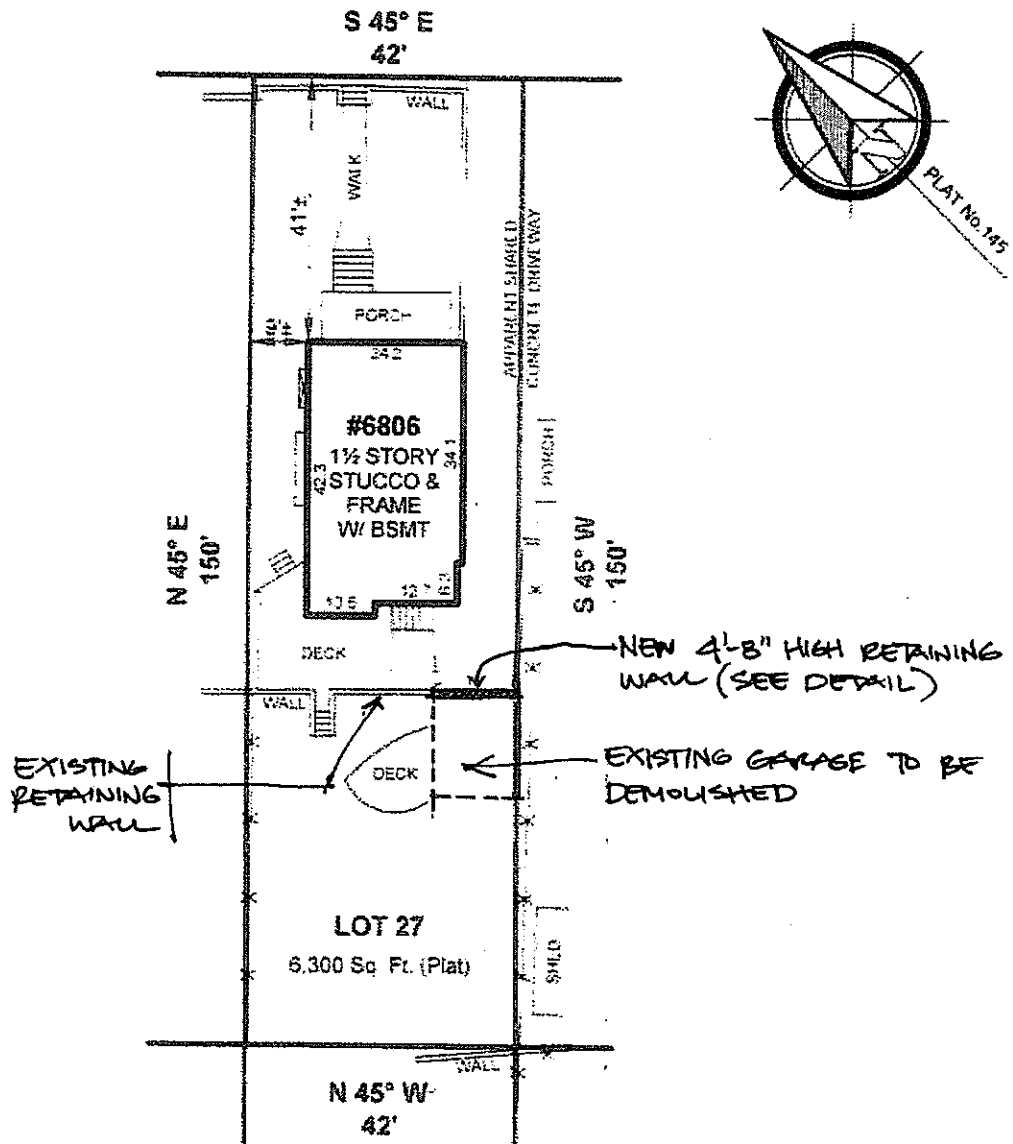 S 45° E
42'
WALL
WALK
41'±
PLAT No. 145
APPARENT SHARED
CONCRETE DRIVEWAY
PORCH
24.2
#6806
1½ STORY
STUCCO &
FRAME
W/ BSMT
42.3
34.1
PORCH
N 45° E
150'
S 45° W
150'
12.7
6.3
DECK
NEW 4'-8" HIGH RETAINING
WALL (SEE DETAIL)
WALL
EXISTING
RETAINING
WALL
DECK
EXISTING GARAGE TO BE
DEMOLISHED
LOT 27
6,300 Sq. Ft. (Plat)
SHED
WALL
N 45° W
42'